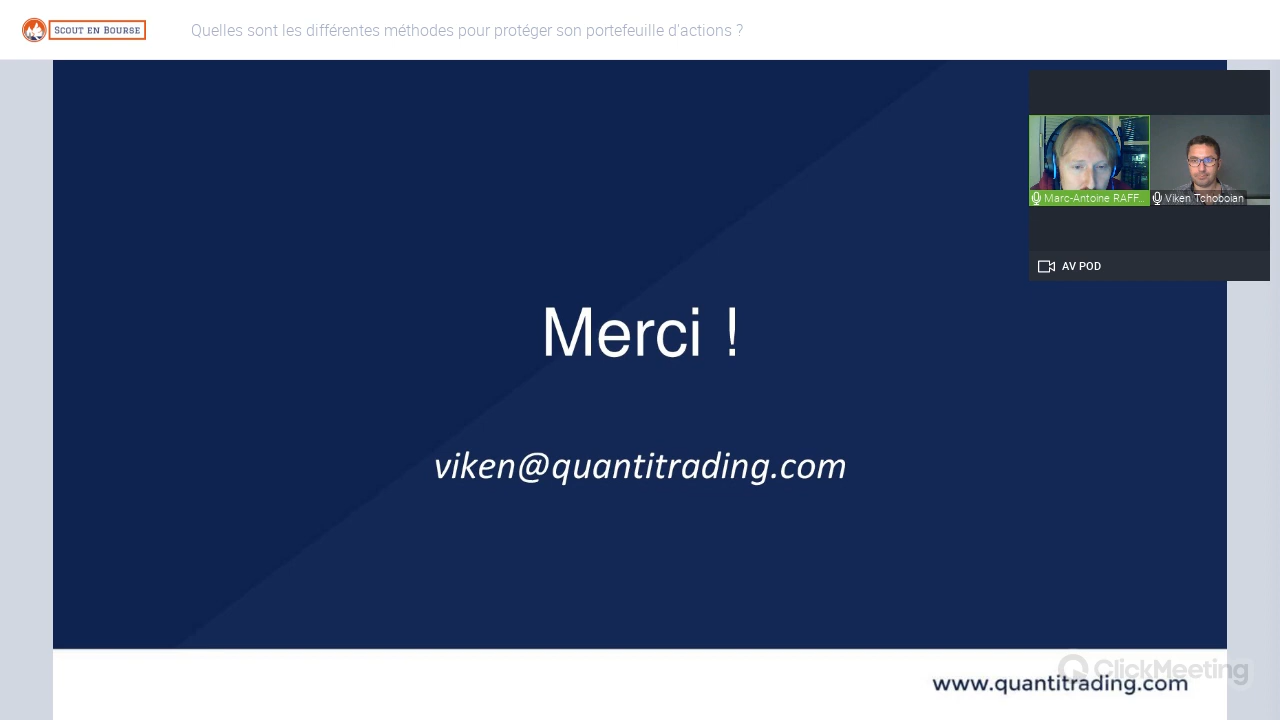 SCOUT EN BOURSE
Quelles sont les différentes méthodes pour protéger son portefeuille d'actions ?
Marc-Antoine RAFF...
Viken Tchoboian
AV POD
Merci !
viken@quantitrading.com
ClickMeeting
www.quantitrading.com